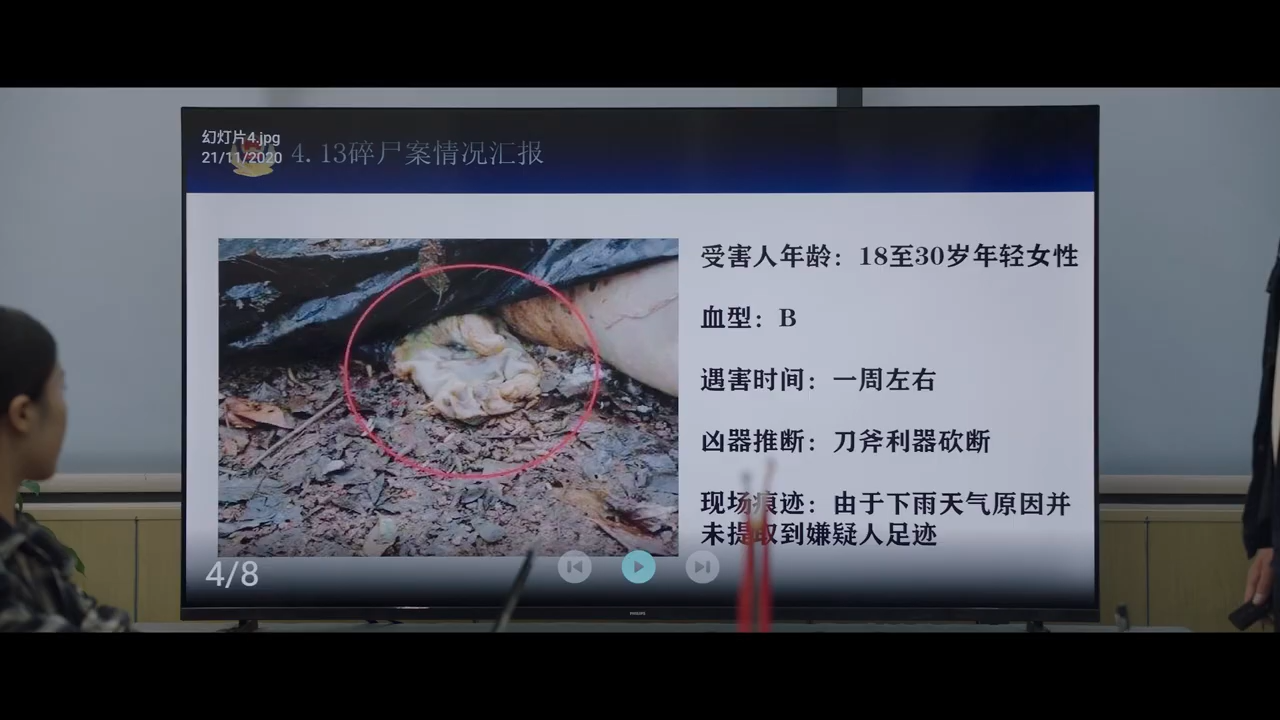 幻灯片4.jpg
21/11/2020
4.13碎尸案情况汇报
受害人年龄：18至30岁年轻女性
血型：B
遇害时间：一周左右
凶器推断：刀斧利器砍断
现场痕迹：由于下雨天气原因并
未提取到嫌疑人足迹
4/8
PHILIPS